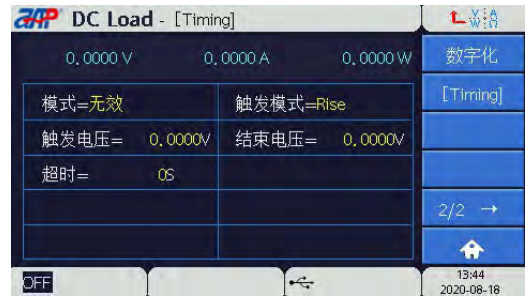 AAP DC Load - [Timing]
V A
W Ω
0.0000 V 0.0000 A 0.0000 W
数字化
模式=无效 触发模式=Rise
[Timing]
触发电压= 0.0000V 结束电压= 0.0000V
超时= 0S
2/2 →
OFF
13:44
2020-08-18